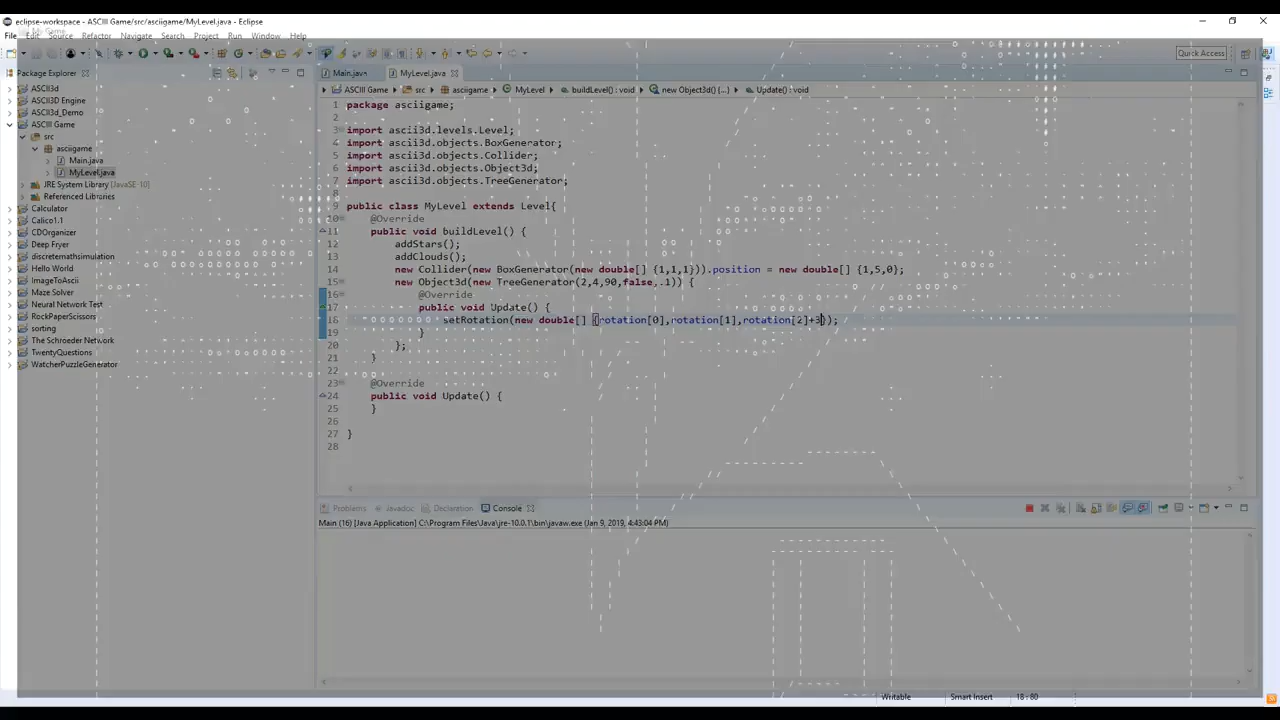 eclipse-workspace - ASCIII Game/src/asciigame/MyLevel.java - Eclipse
My Game
File Edit Source Refactor Navigate Search Project Run Window Help
Quick Access
Package Explorer
ASCII3d
ASCII3D Engine
ASCII3d_Demo
ASCIII Game
src
asciigame
Main.java
MyLevel.java
JRE System Library [JavaSE-10]
Referenced Libraries
Calculator
Calico1.1
CDOrganizer
Deep Fryer
discretemathsimulation
Hello World
ImageToAscii
Maze Solver
Neural Network Test
RockPaperScissors
sorting
The Schroeder Network
TwentyQuestions
WatcherPuzzleGenerator
Main.java MyLevel.java
ASCIII Game src asciigame MyLevel buildLevel() : void new Object3d() {...} Update() : void
1 package asciigame;
2
3 import ascii3d.levels.Level;
4 import ascii3d.objects.BoxGenerator;
5 import ascii3d.objects.Collider;
6 import ascii3d.objects.Object3d;
7 import ascii3d.objects.TreeGenerator;
8
9 public class MyLevel extends Level{
10 @Override
11 public void buildLevel() {
12 addStars();
13 addClouds();
14 new Collider(new BoxGenerator(new double[] {1,1,1})).position = new double[] {1,5,0};
15 new Object3d(new TreeGenerator(2,4,90,false,.1)) {
16 @Override
17 public void Update() {
18 setRotation(new double[] {rotation[0],rotation[1],rotation[2]+3});
19 }
20 };
21 }
22
23 @Override
24 public void Update() {
25 }
26
27 }
28
Problems Javadoc Declaration Console
Main (16) [Java Application] C:\Program Files\Java\jre-10.0.1\bin\javaw.exe (Jan 9, 2019, 4:43:04 PM)
Writable Smart Insert 18 : 80